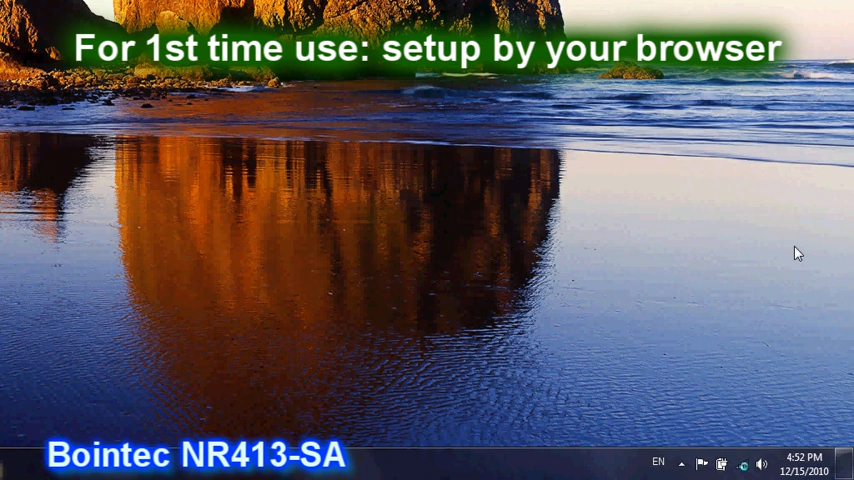 For 1st time use: setup by your browser
Bointec NR413-SA
EN
4:52 PM
12/15/2010